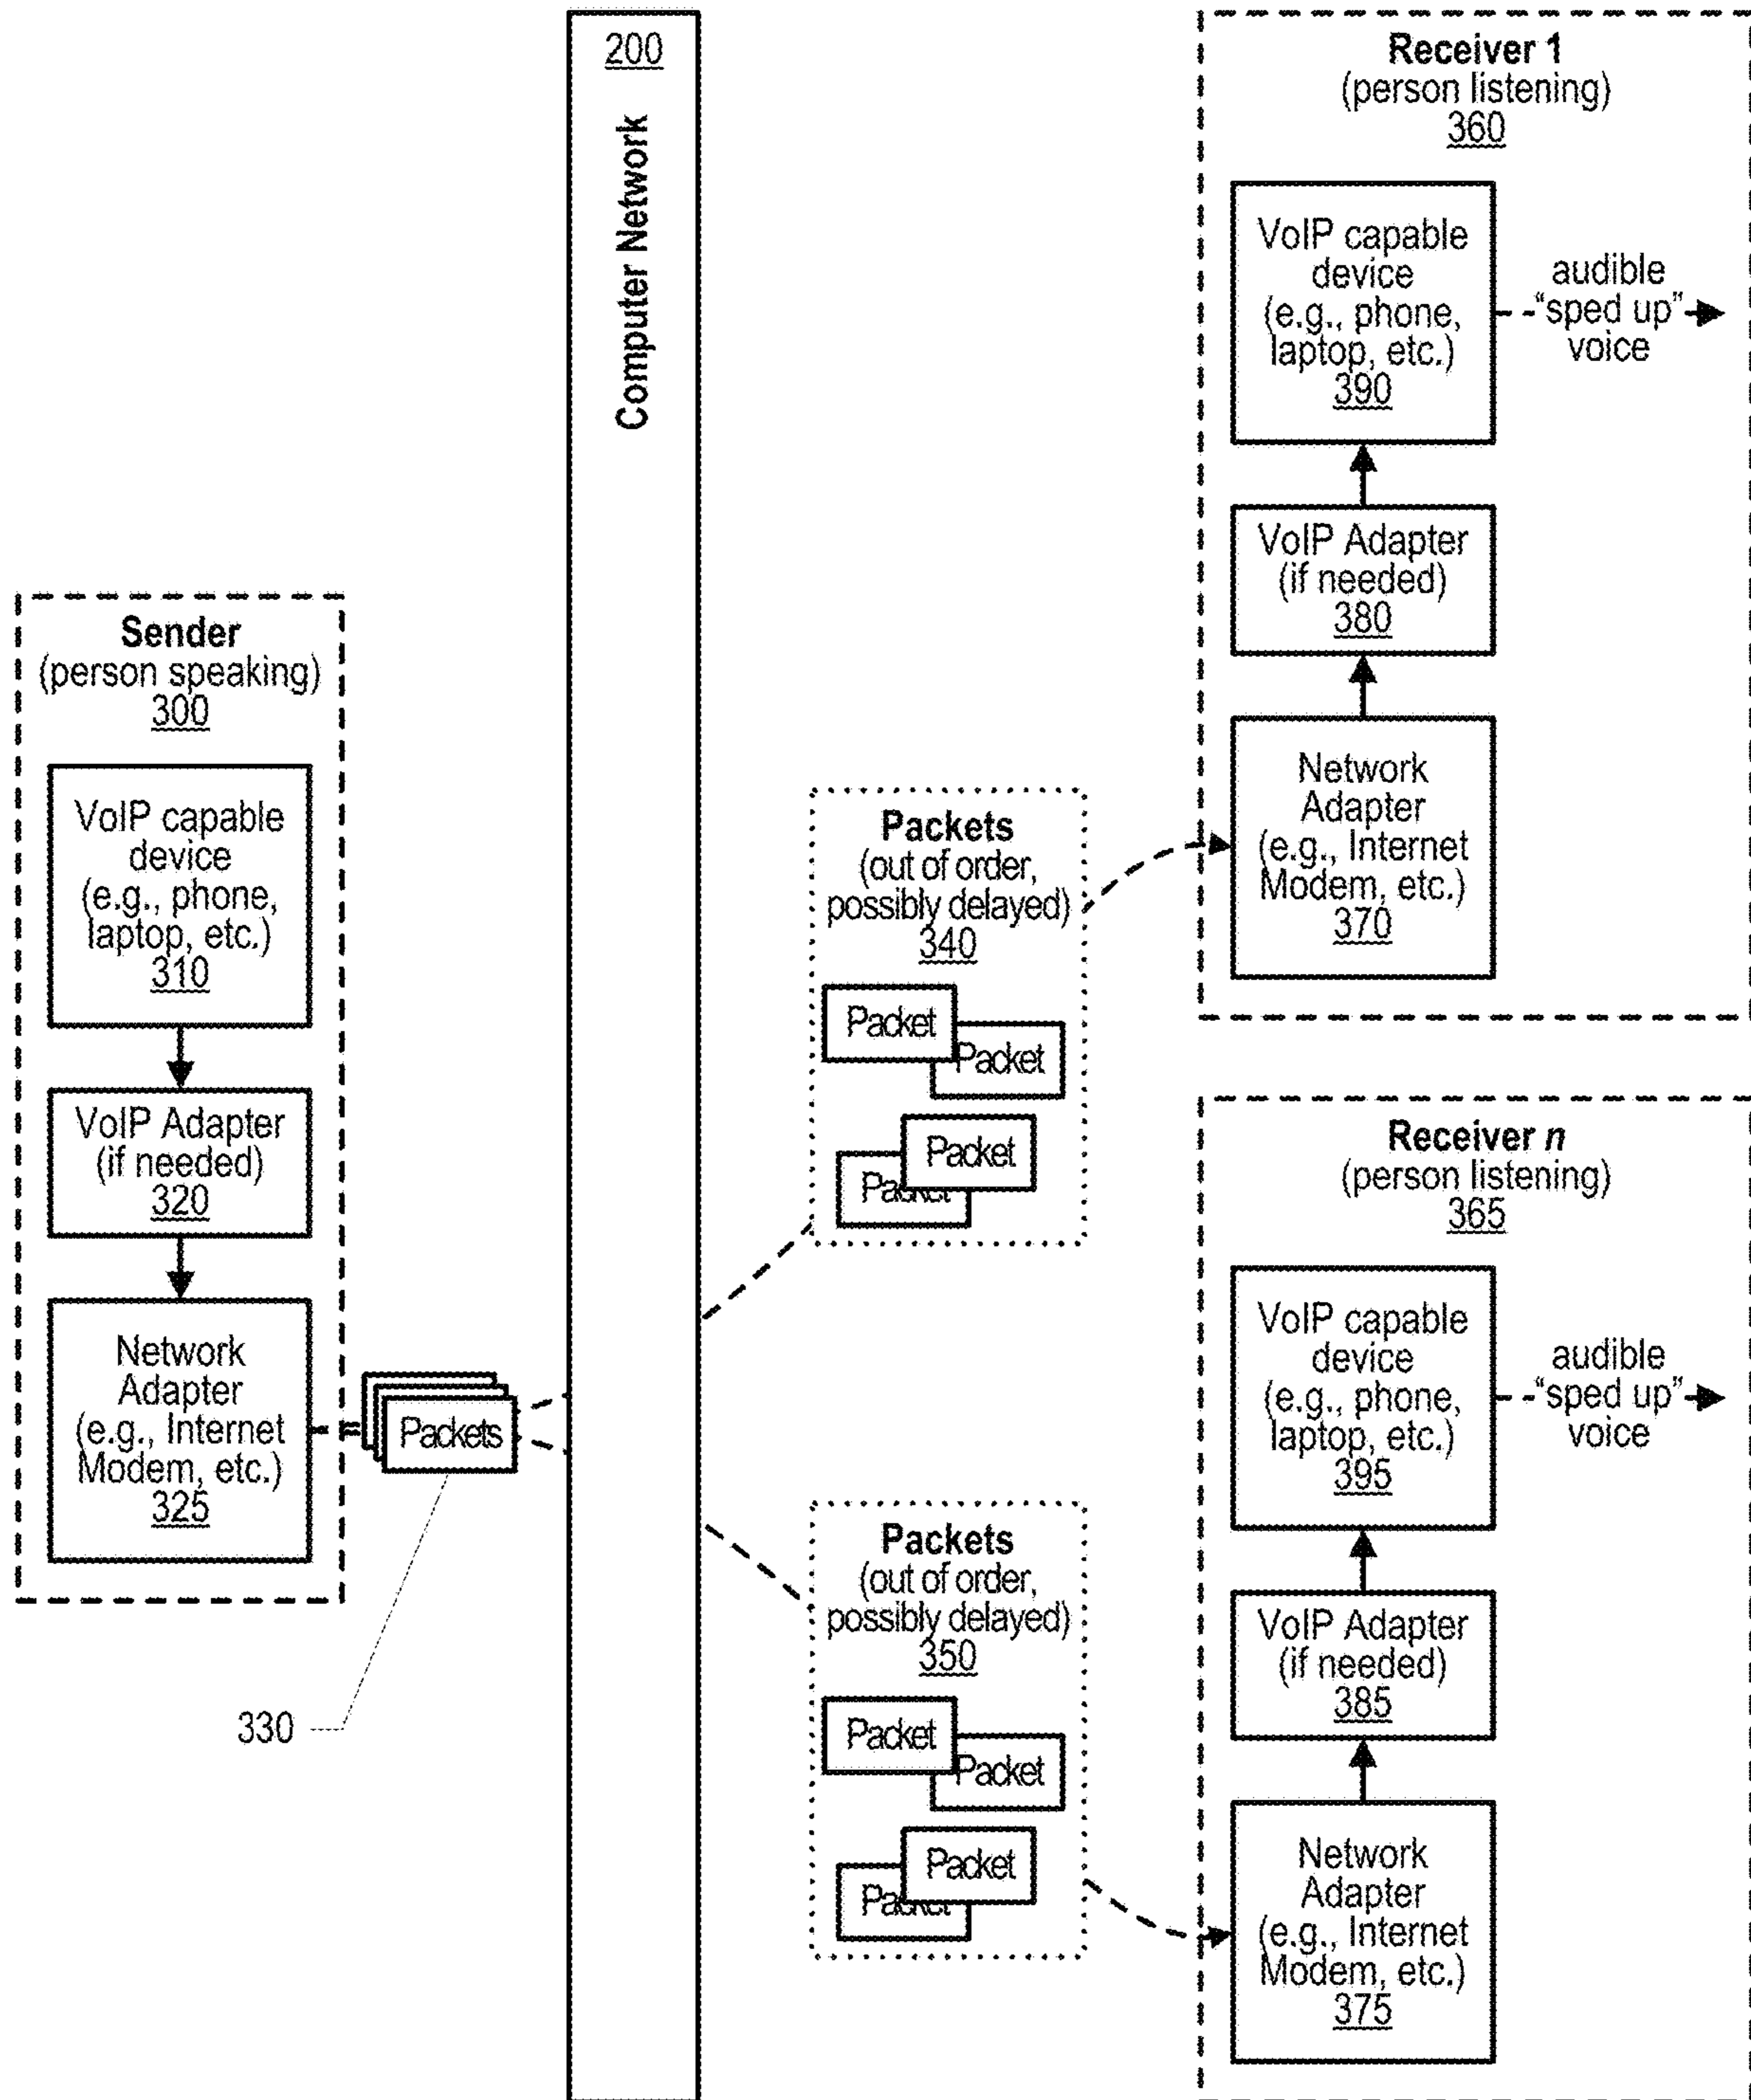 Sender
(person speaking)
300
VoIP capable
device
(e.g., phone,
laptop, etc.)
310
VoIP Adapter
(if needed)
320
Network
Adapter
(e.g., Internet
Modem, etc.)
325
Packets
330
200
Computer Network
Packets
(out of order,
possibly delayed)
340
Packet
Packet
Packet
Packet
Packets
(out of order,
possibly delayed)
350
Packet
Packet
Packet
Packet
Receiver 1
(person listening)
360
VoIP capable
device
(e.g., phone,
laptop, etc.)
390
audible
“sped up”
voice
VoIP Adapter
(if needed)
380
Network
Adapter
(e.g., Internet
Modem, etc.)
370
Receiver n
(person listening)
365
VoIP capable
device
(e.g., phone,
laptop, etc.)
395
audible
“sped up”
voice
VoIP Adapter
(if needed)
385
Network
Adapter
(e.g., Internet
Modem, etc.)
375